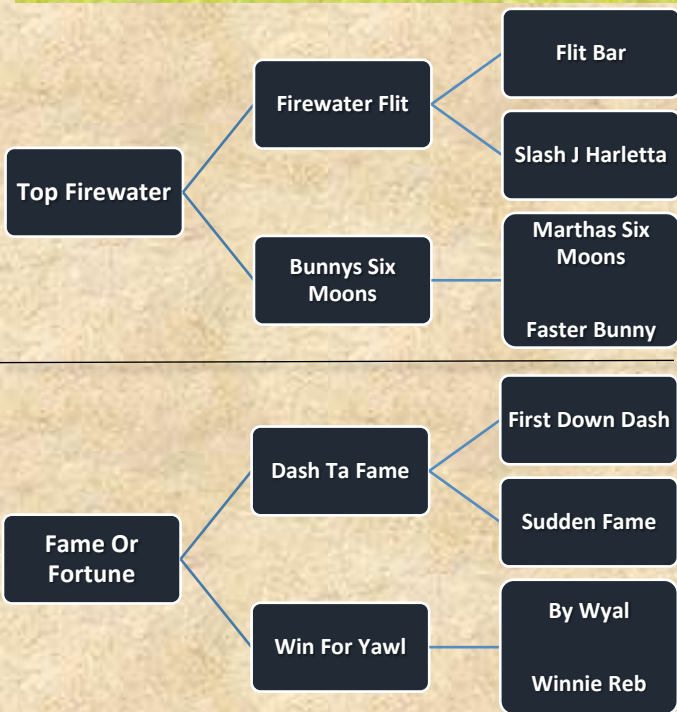 Top Firewater
Firewater Flit
Flit Bar
Slash J Harletta
Bunnys Six
Moons
Marthas Six
Moons
Faster Bunny
Fame Or
Fortune
Dash Ta Fame
First Down Dash
Sudden Fame
Win For Yawl
By Wyal
Winnie Reb